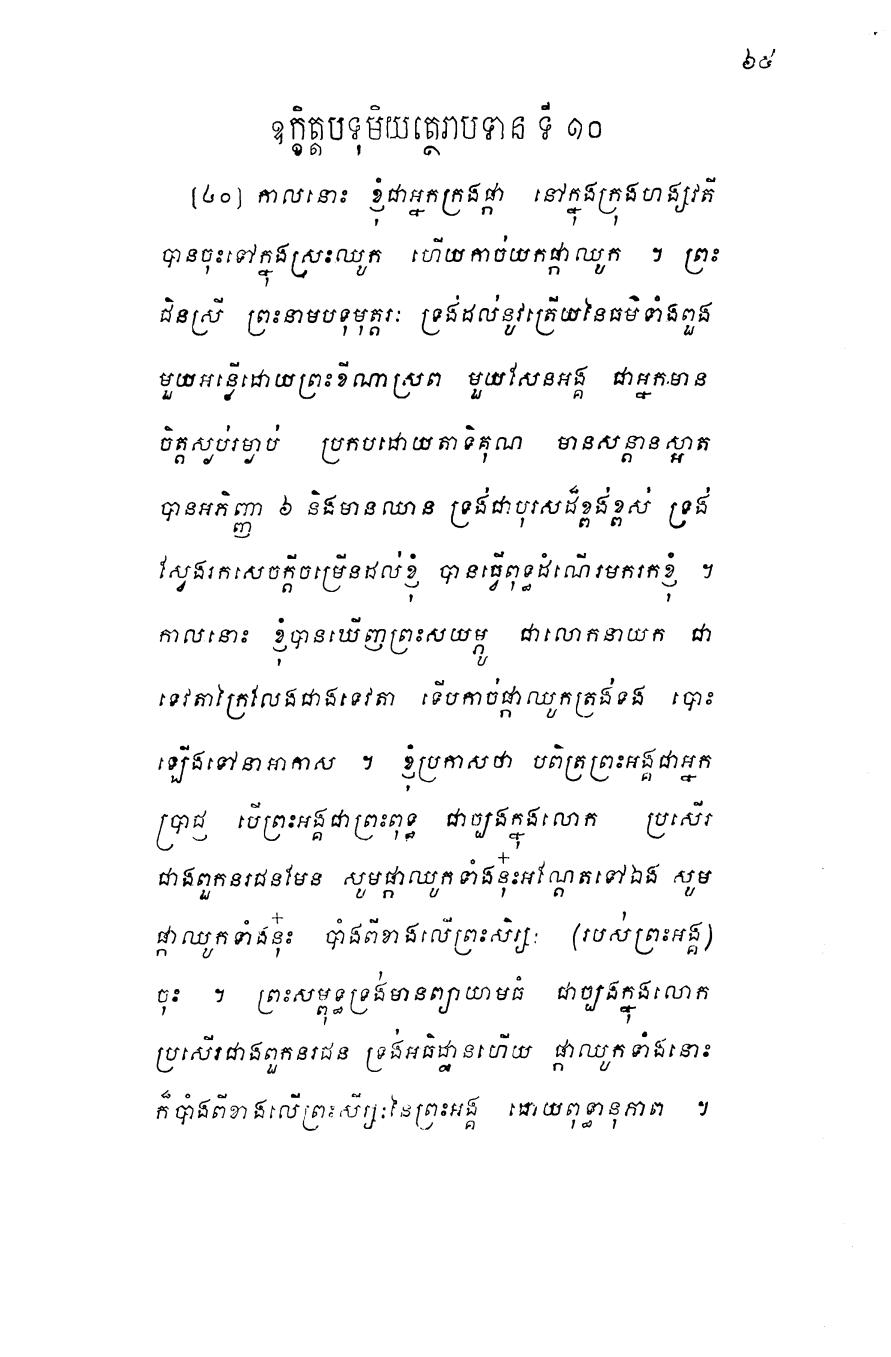 ៦៥
ឧក្ខិត្តបទុមិយត្ថេរាបទាន ទី ១០
(៤០) កាលនោះ ខ្ញុំជាអ្នកក្រងផ្កា នៅក្នុងក្រុងហង្សវតី
បានចុះទៅក្នុងស្រះឈូក ហើយកាច់យកផ្កាឈូក ។ ព្រះ
ជិនស្រី ព្រះនាមបទុមុត្តរៈ ទ្រង់ដល់នូវត្រើយនៃធម៌ទាំងពួង
មួយអន្លើដោយព្រះខីណាស្រព មួយសែនអង្គ ជាអ្នកមាន
ចិត្តស្ងប់រម្ងាប់ ប្រកបដោយតាទិគុណ មានសន្តានស្អាត
បានអភិញ្ញា ៦ និងមានឈាន ទ្រង់ជាបុរសដ៏ខ្ពង់ខ្ពស់ ទ្រង់
ស្វែងរកសេចក្តីចម្រើនដល់ខ្ញុំ បានធ្វើពុទ្ធដំណើរមករកខ្ញុំ ។
កាលនោះ ខ្ញុំបានឃើញព្រះសយម្ភូ ជាលោកនាយក ជា
ទេវតាក្រៃលែងជាងទេវតា ទើបកាច់ផ្កាឈូកត្រង់ទង បោះ
ឡើងទៅនាអាកាស ។ ខ្ញុំប្រកាសថា បពិត្រព្រះអង្គជាអ្នក
ប្រាជ្ញ បើព្រះអង្គជាព្រះពុទ្ធ ជាច្បងក្នុងលោក ប្រសើរ
ជាងពួកនរជនមែន សូមផ្កាឈូកទាំងនុ៎ះអណ្តែតទៅឯង សូម
ផ្កាឈូកទាំងនុ៎ះ បាំងពីខាងលើព្រះសិរ្សៈ (របស់ព្រះអង្គ)
ចុះ ។ ព្រះសម្ពុទ្ធទ្រង់មានព្យាយាមធំ ជាច្បងក្នុងលោក
ប្រសើរជាងពួកនរជន ទ្រង់អធិដ្ឋានហើយ ផ្កាឈូកទាំងនោះ
ក៏បាំងពីខាងលើព្រះសិរ្សៈនៃព្រះអង្គ ដោយពុទ្ធានុភាព ។